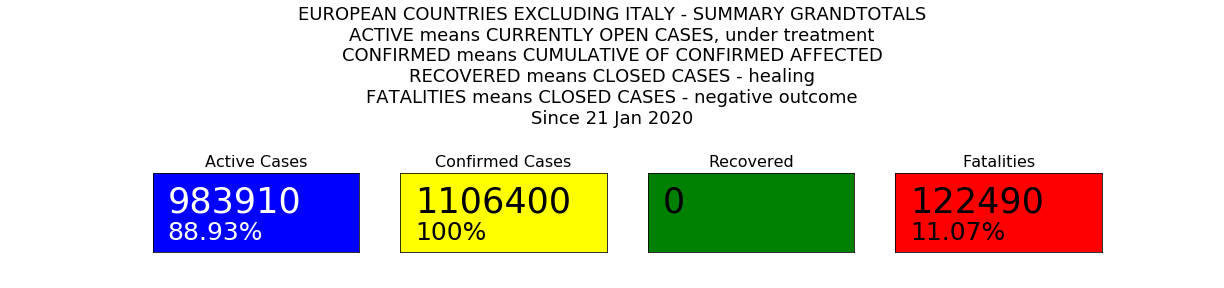 EUROPEAN COUNTRIES EXCLUDING ITALY - SUMMARY GRANDTOTALS
ACTIVE means CURRENTLY OPEN CASES, under treatment
CONFIRMED means CUMULATIVE OF CONFIRMED AFFECTED
RECOVERED means CLOSED CASES - healing
FATALITIES means CLOSED CASES - negative outcome
Since 21 Jan 2020
Active Cases
983910
88.93%
Confirmed Cases
1106400
100%
Recovered
0
Fatalities
122490
11.07%